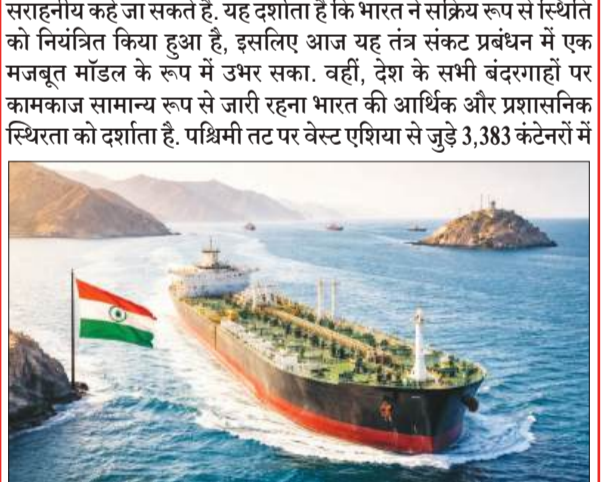 सराहनीय कहे जा सकते हैं. यह दर्शाता है कि भारत ने सक्रिय रूप से स्थिति
को नियंत्रित किया हुआ है, इसलिए आज यह तंत्र संकट प्रबंधन में एक
मजबूत मॉडल के रूप में उभर सका. वहीं, देश के सभी बंदरगाहों पर
कामकाज सामान्य रूप से जारी रहना भारत की आर्थिक और प्रशासनिक
स्थिरता को दर्शाता है. पश्चिमी तट पर वेस्ट एशिया से जुड़े 3,383 कंटेनरों में